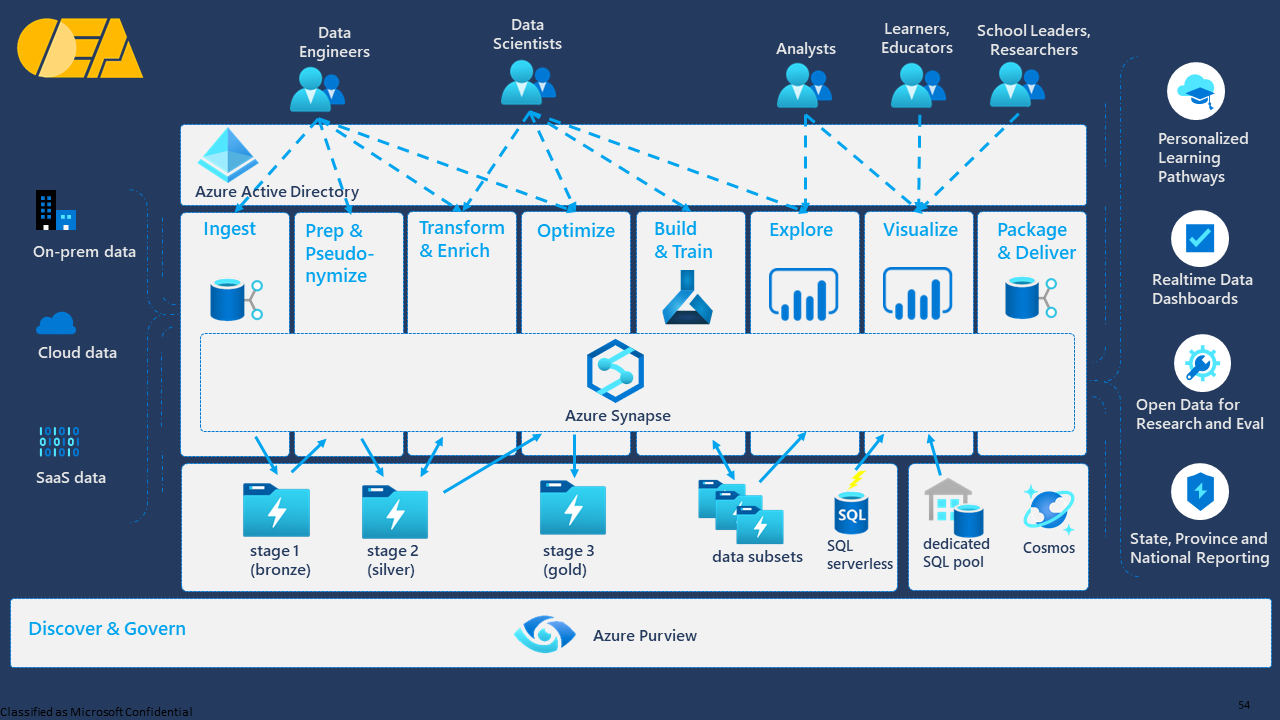 OEA
Data
Engineers
Data
Scientists
Analysts
Learners,
Educators
School Leaders,
Researchers
Azure Active Directory
On-prem data
Cloud data
SaaS data
Ingest
Prep &
Pseudo-
nymize
Transform
& Enrich
Optimize
Build
& Train
Explore
Visualize
Package
& Deliver
Azure Synapse
stage 1
(bronze)
stage 2
(silver)
stage 3
(gold)
data subsets
SQL
SQL
serverless
dedicated
SQL pool
Cosmos
Personalized
Learning
Pathways
Realtime Data
Dashboards
Open Data for
Research and Eval
State, Province and
National Reporting
Discover & Govern
Azure Purview
Classified as Microsoft Confidential
54